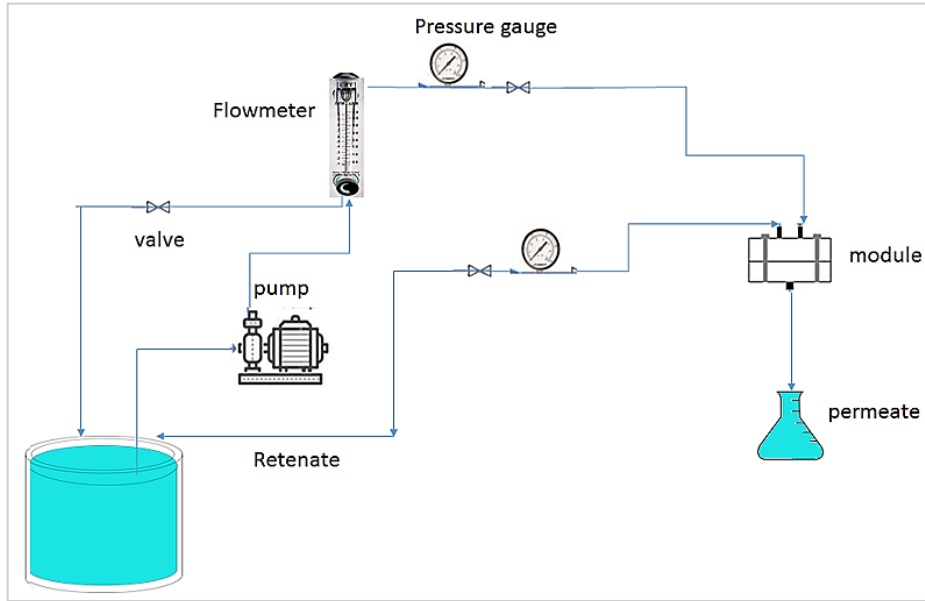 Pressure gauge
Flowmeter
valve
module
pump
permeate
Retenate